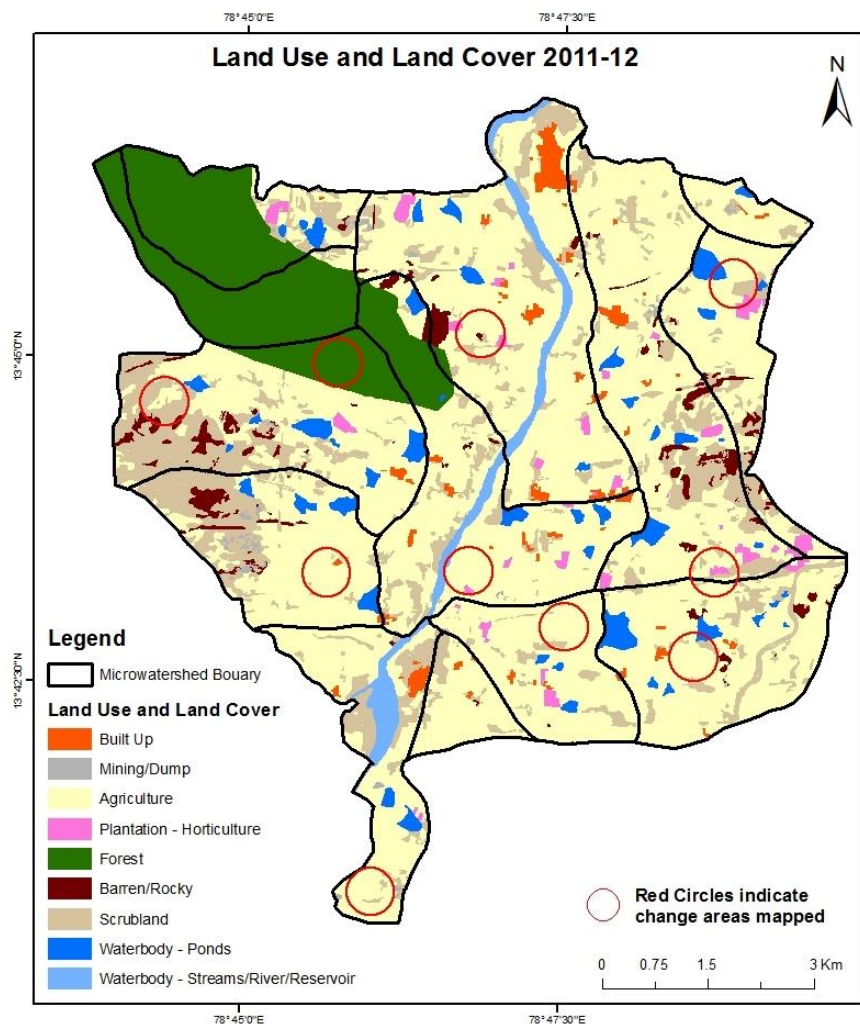 78°45'0"E 78°47'30"E
Land Use and Land Cover 2011-12
N
13°45'0"N
13°42'30"N
Legend
Microwatershed Bouary
Land Use and Land Cover
Built Up
Mining/Dump
Agriculture
Plantation - Horticulture
Forest
Barren/Rocky
Scrubland
Waterbody - Ponds
Waterbody - Streams/River/Reservoir
Red Circles indicate
change areas mapped
0 0.75 1.5 3 Km
78°45'0"E 78°47'30"E